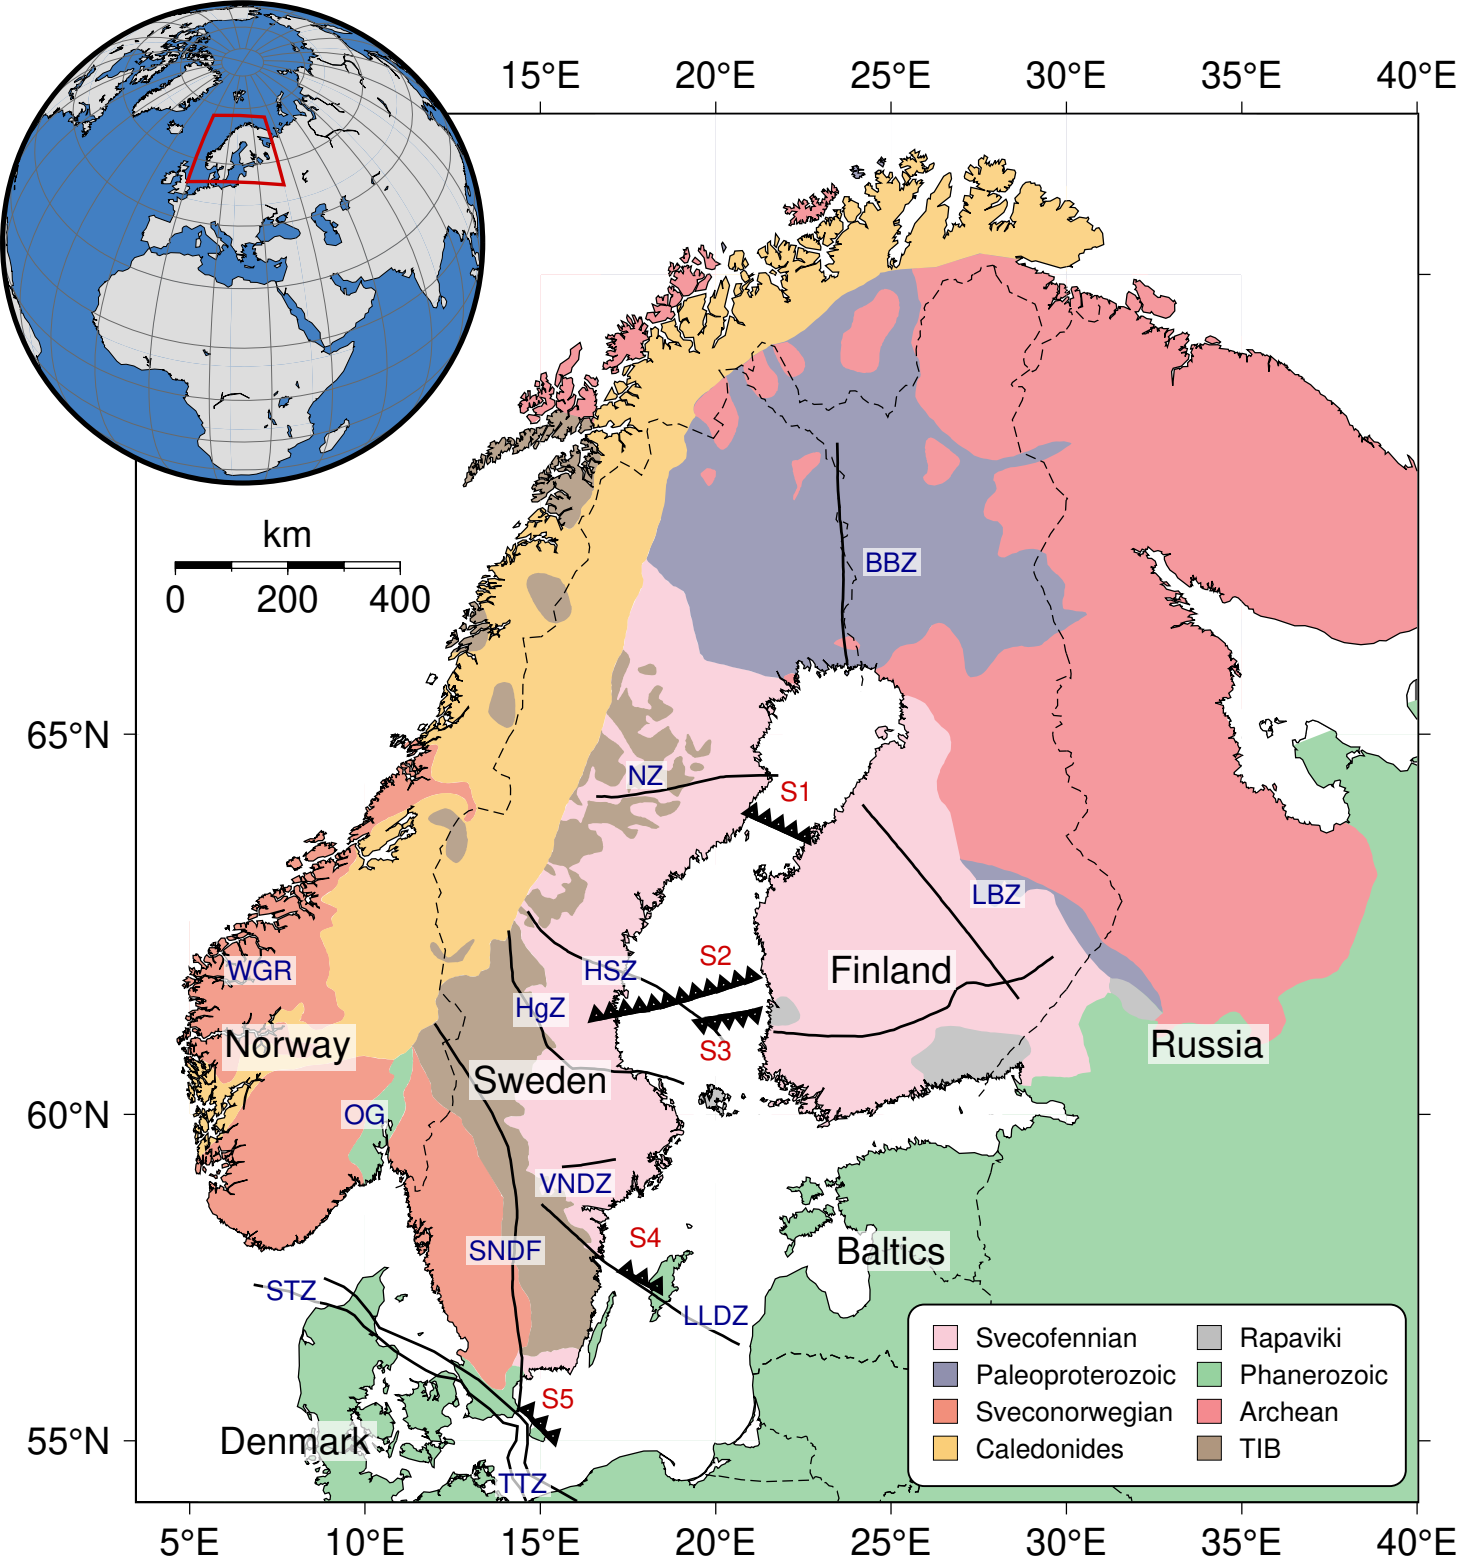 15°E 20°E 25°E 30°E 35°E 40°E
km
0 200 400
BBZ
65°N
NZ
S1
LBZ
S2
WGR
HSZ
Finland
HgZ
Norway
S3
Russia
Sweden
60°N
OG
VNDZ
S4
SNDF
Baltics
STZ
LLDZ
Svecofennian
Rapaviki
Paleoproterozoic
Phanerozoic
Sveconorwegian
Archean
Caledonides
TIB
S5
55°N
Denmark
TTZ
5°E 10°E 15°E 20°E 25°E 30°E 35°E 40°E